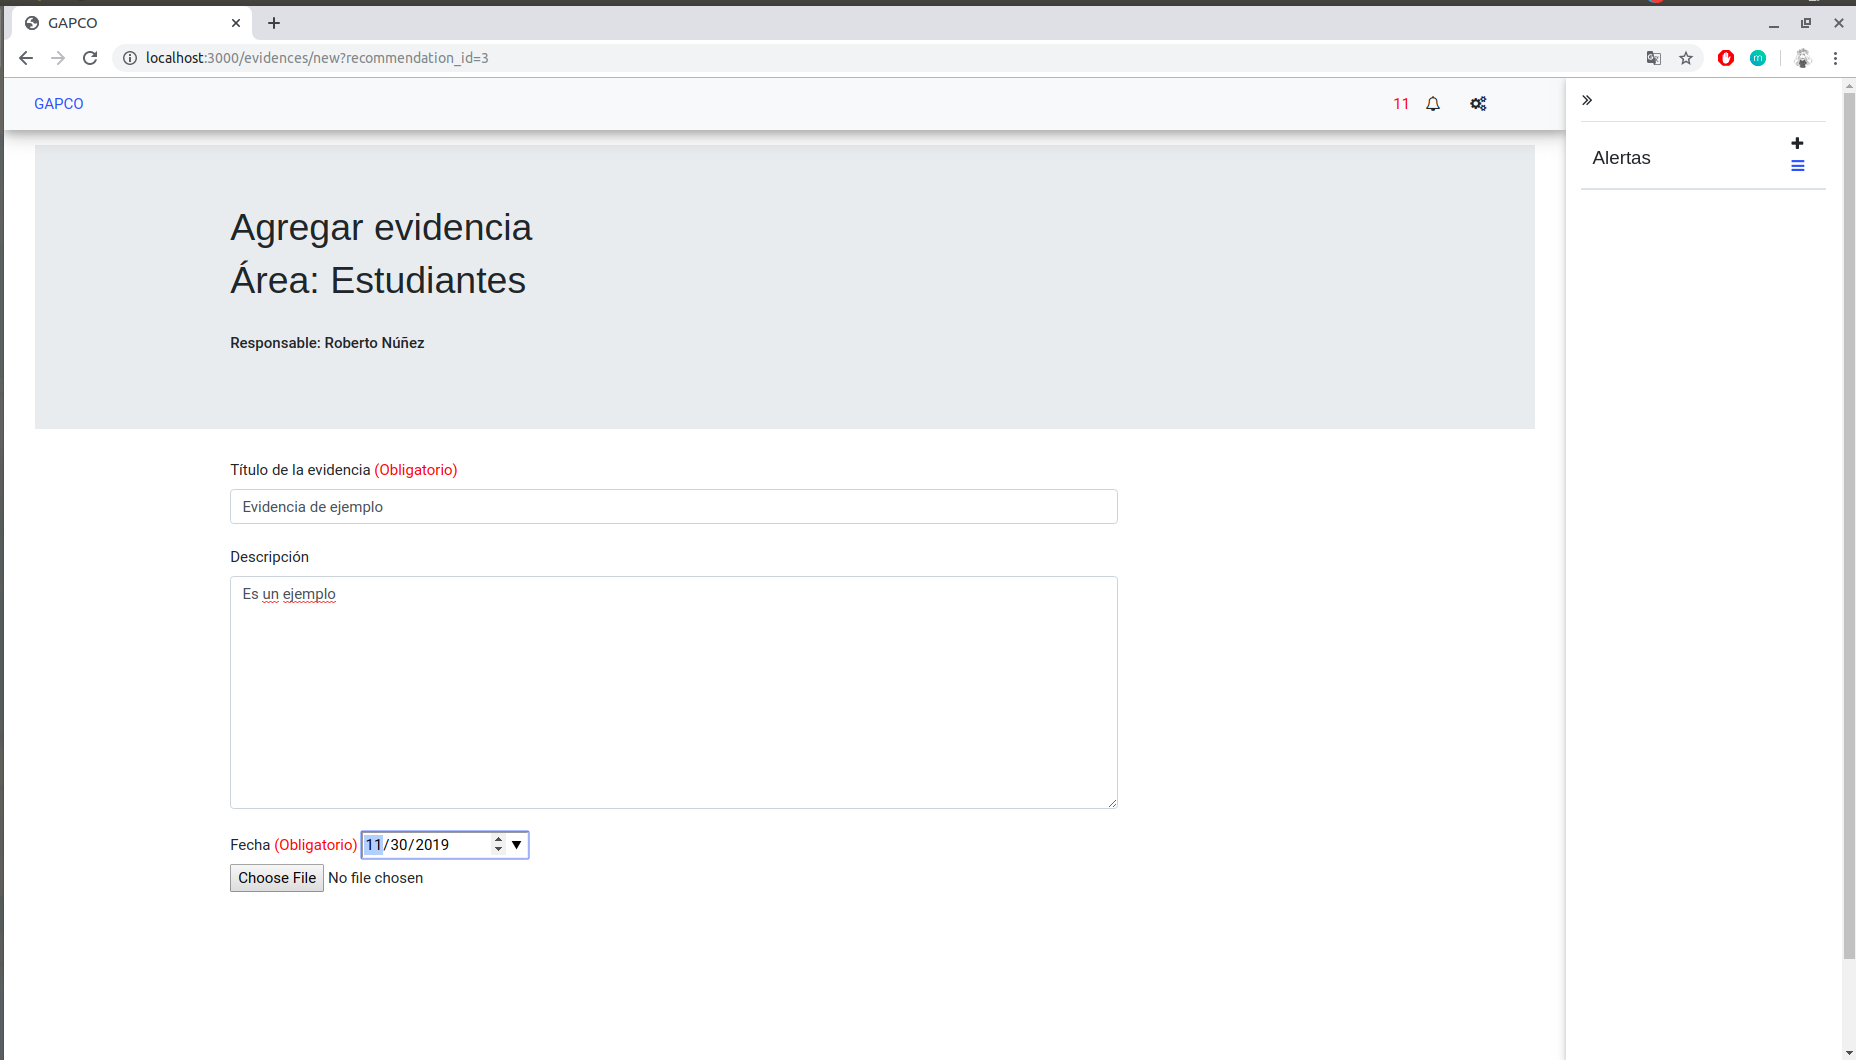 GAPCO
localhost:3000/evidences/new?recommendation_id=3
m
GAPCO
11
Alertas
Agregar evidencia
Área: Estudiantes
Responsable: Roberto Núñez
Título de la evidencia (Obligatorio)
Evidencia de ejemplo
Descripción
Es un ejemplo
Fecha (Obligatorio) 11/30/2019
Choose File No file chosen